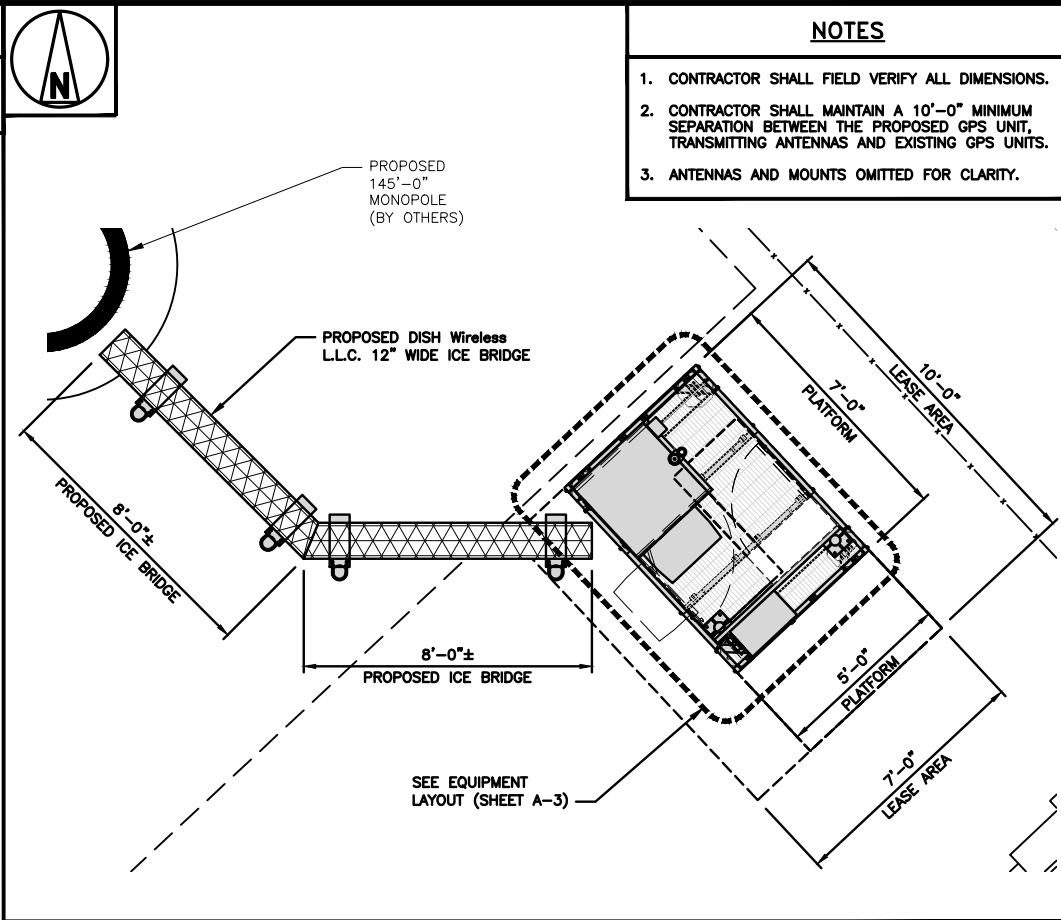 N
NOTES
1. CONTRACTOR SHALL FIELD VERIFY ALL DIMENSIONS.
2. CONTRACTOR SHALL MAINTAIN A 10'-0" MINIMUM
SEPARATION BETWEEN THE PROPOSED GPS UNIT,
TRANSMITTING ANTENNAS AND EXISTING GPS UNITS.
3. ANTENNAS AND MOUNTS OMITTED FOR CLARITY.
PROPOSED
145'-0"
MONOPOLE
(BY OTHERS)
PROPOSED DISH Wireless
L.L.C. 12" WIDE ICE BRIDGE
10'-0"
LEASE AREA
7'-0"
PLATFORM
8'-0"±
PROPOSED ICE BRIDGE
8'-0"±
PROPOSED ICE BRIDGE
5'-0"
PLATFORM
7'-0"
LEASE AREA
SEE EQUIPMENT
LAYOUT (SHEET A-3)